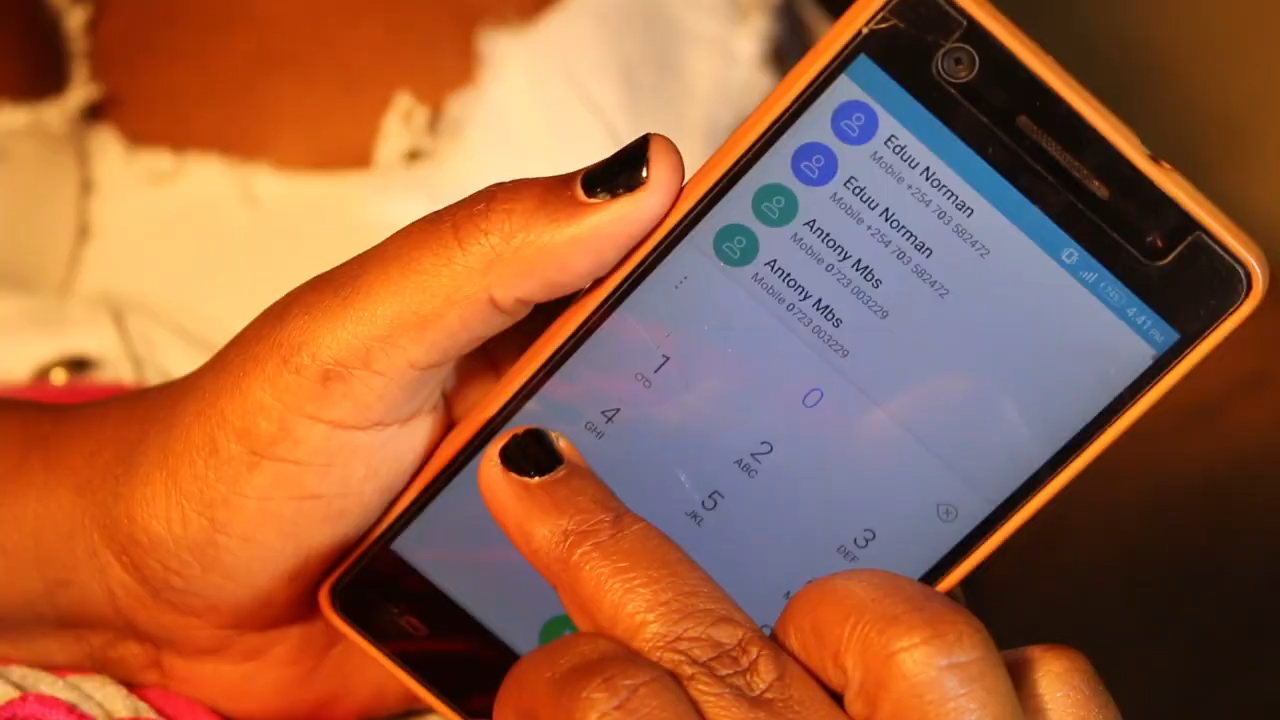 4:41 PM
Eduu Norman
Mobile +254 703 582472
Eduu Norman
Mobile +254 703 582472
Antony Mbs
Mobile 0723 003229
Antony Mbs
Mobile 0723 003229
0
1
2
ABC
3
DEF
4
GHI
5
JKL